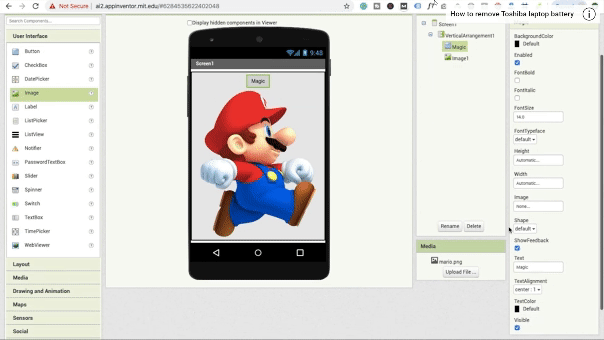 Not Secure
ai2.appinventor.mit.edu/#6284536622402048
How to remove Toshiba laptop battery
Search Components...
User Interface
Button
CheckBox
DatePicker
Image
Label
ListPicker
ListView
Notifier
PasswordTextBox
Slider
Spinner
Switch
TextBox
TimePicker
WebViewer
Layout
Media
Drawing and Animation
Maps
Sensors
Social
Display hidden components in Viewer
9:48
Screen1
Magic
Screen1
VerticalArrangement1
Magic
Image1
Rename
Delete
Media
mario.png
Upload File ...
BackgroundColor
Default
Enabled
FontBold
FontItalic
FontSize
14.0
FontTypeface
default
Height
Automatic...
Width
Automatic...
Image
None...
Shape
default
ShowFeedback
Text
Magic
TextAlignment
center : 1
TextColor
Default
Visible